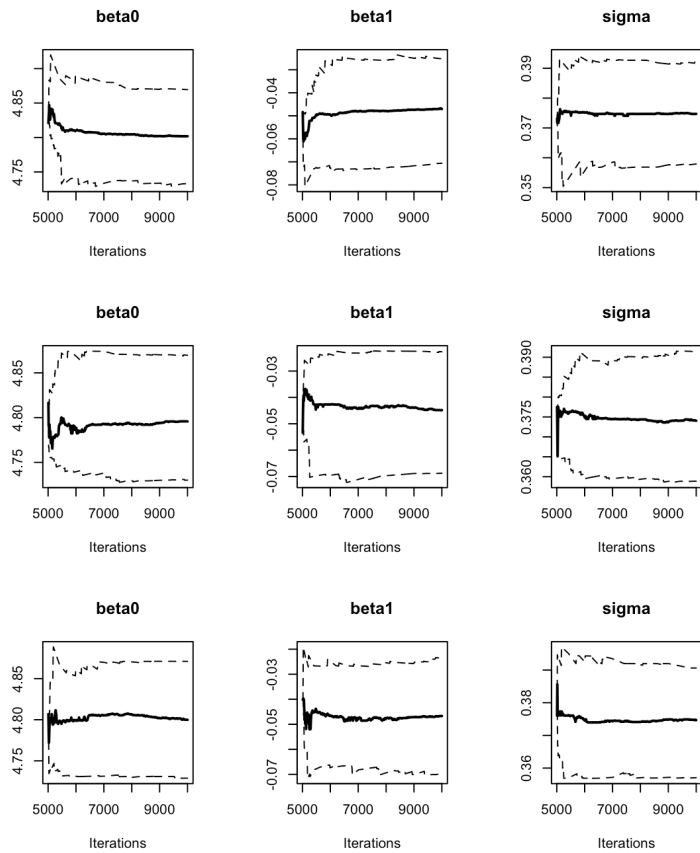 beta0
beta1
sigma
4.75
4.85
-0.08
-0.06
-0.04
0.35
0.37
0.39
5000 7000 9000
5000 7000 9000
5000 7000 9000
Iterations
Iterations
Iterations
beta0
beta1
sigma
4.75
4.80
4.85
-0.07
-0.05
-0.03
0.360
0.375
0.390
5000 7000 9000
5000 7000 9000
5000 7000 9000
Iterations
Iterations
Iterations
beta0
beta1
sigma
4.75
4.80
4.85
-0.07
-0.05
-0.03
0.36
0.38
5000 7000 9000
5000 7000 9000
5000 7000 9000
Iterations
Iterations
Iterations